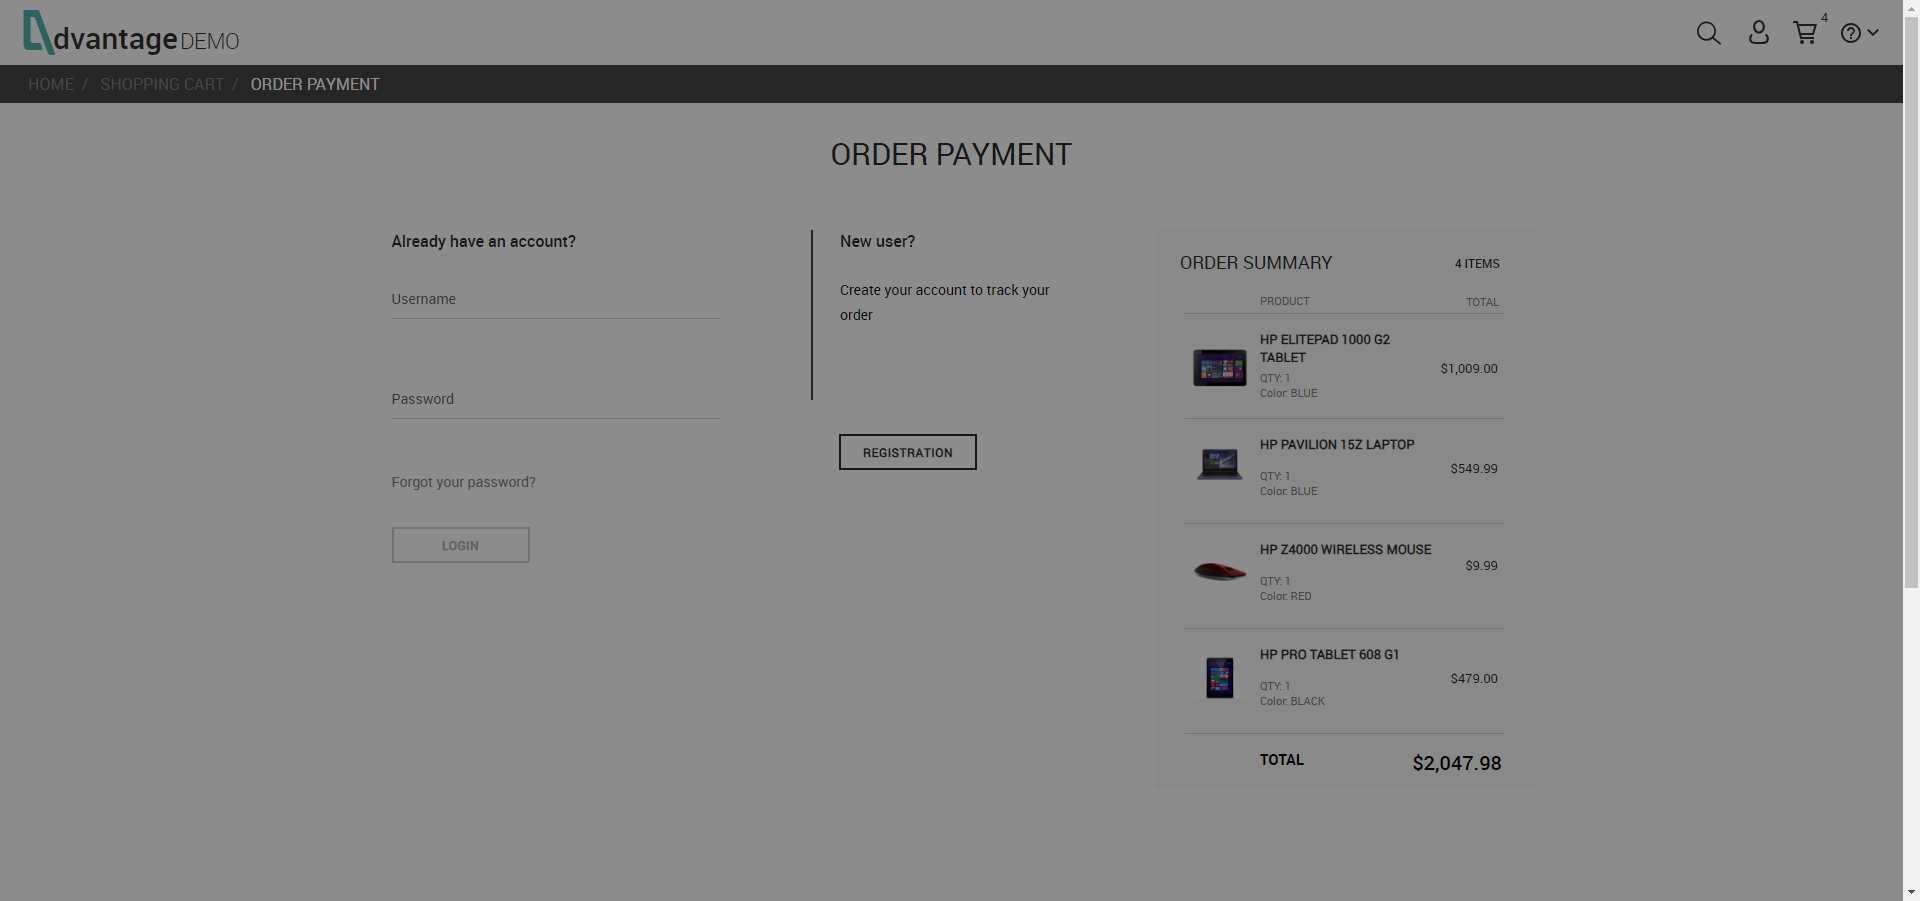 dvantage DEMO
4
HOME / SHOPPING CART / ORDER PAYMENT
ORDER PAYMENT
Already have an account?
Username
Password
Forgot your password?
LOGIN
New user?
Create your account to track your
order
REGISTRATION
ORDER SUMMARY
4 ITEMS
PRODUCT
TOTAL
HP ELITEPAD 1000 G2
TABLET
QTY: 1
Color: BLUE
$1,009.00
HP PAVILION 15Z LAPTOP
QTY: 1
Color: BLUE
$549.99
HP Z4000 WIRELESS MOUSE
QTY: 1
Color: RED
$9.99
HP PRO TABLET 608 G1
QTY: 1
Color: BLACK
$479.00
TOTAL
$2,047.98